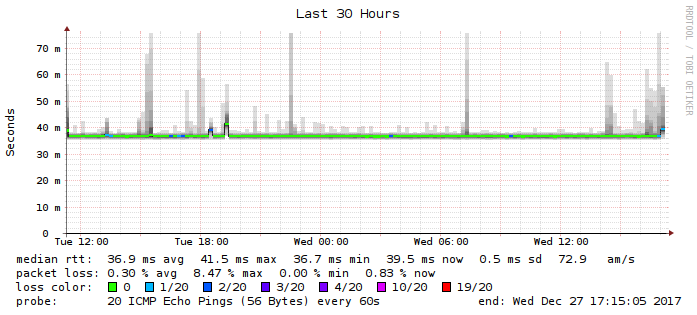 Last 30 Hours
RRDTOOL / TOBI OETIKER
Seconds
70 m
60 m
50 m
40 m
30 m
20 m
10 m
0
Tue 12:00 Tue 18:00 Wed 00:00 Wed 06:00 Wed 12:00
median rtt: 36.9 ms avg 41.5 ms max 36.7 ms min 39.5 ms now 0.5 ms sd 72.9 am/s
packet loss: 0.30 % avg 8.47 % max 0.00 % min 0.83 % now
loss color: 0 1/20 2/20 3/20 4/20 10/20 19/20
probe: 20 ICMP Echo Pings (56 Bytes) every 60s end: Wed Dec 27 17:15:05 2017